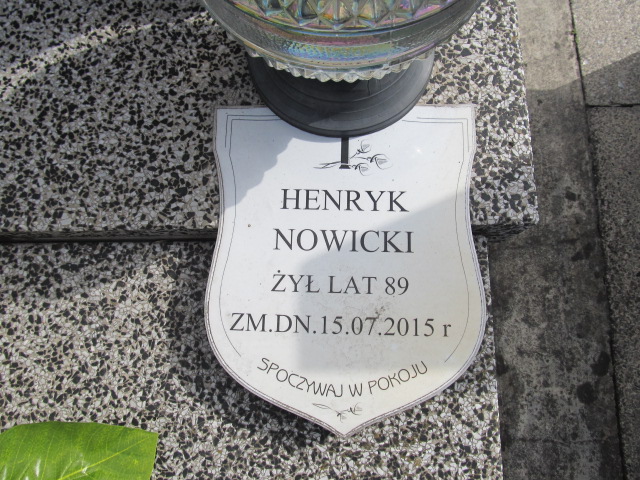 HENRYK
NOWICKI
ŻYŁ LAT 89
ZM.DN.15.07.2015 r
SPOCZYWAJ W POKOJU